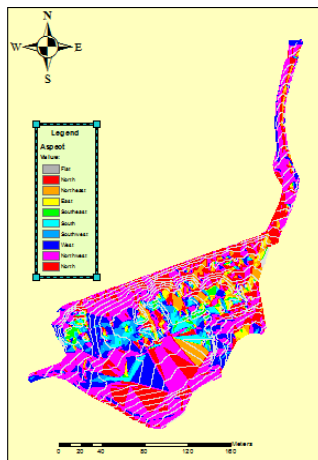 N
W E
S
Legend
Aspect
Value:
Flat
North
Northeast
East
Southeast
South
Southwest
West
Northwest
North
Meters
0 20 40 80 120 160